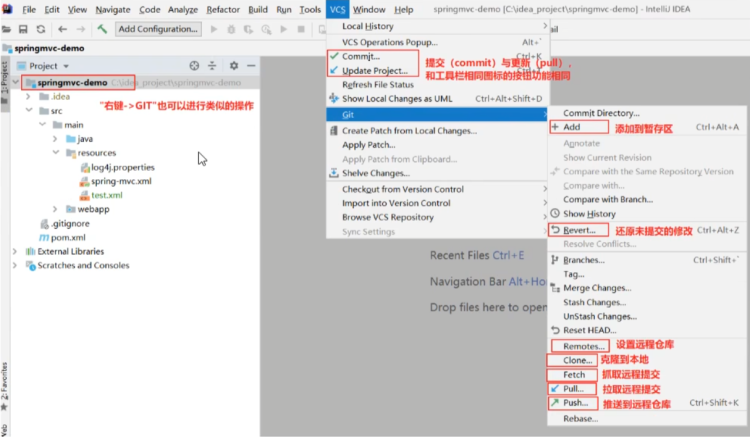 File Edit View Navigate Code Analyze Refactor Build Run Tools VCS Window Help springmvc-demo [C:\idea_project\springmvc-demo] - IntelliJ IDEA
Add Configuration...
springmvc-demo
1: Project
Project
springmvc-demo C:\idea_project\springmvc-demo
.idea
"右键->GIT"也可以进行类似的操作
src
main
java
resources
log4j.properties
spring-mvc.xml
test.xml
webapp
.gitignore
pom.xml
External Libraries
Scratches and Consoles
2: Favorites
Local History
VCS Operations Popup... Alt+`
Commit... Ctrl+K
Update Project...
提交（commit）与更新（pull），
和工具栏相同图标的按钮功能相同
Refresh File Status
Show Local Changes as UML Ctrl+Alt+Shift+D
Git
Create Patch from Local Changes...
Apply Patch...
Apply Patch from Clipboard...
Shelve Changes...
Checkout from Version Control
Import into Version Control
Browse VCS Repository
Sync Settings
Recent Files Ctrl+E
Navigation Bar Alt+Ho
Drop files here to open
Commit Directory...
Add 添加到暂存区 Ctrl+Alt+A
Annotate
Show Current Revision
Compare with the Same Repository Version
Compare with...
Compare with Branch...
Show History
Revert... 还原未提交的修改 Ctrl+Alt+Z
Resolve Conflicts...
Branches... Ctrl+Shift+`
Tag...
Merge Changes...
Stash Changes...
UnStash Changes...
Reset HEAD...
Remotes... 设置远程仓库
Clone... 克隆到本地
Fetch 抓取远程提交
Pull... 拉取远程提交
Push... 推送到远程仓库 Ctrl+Shift+K
Rebase...